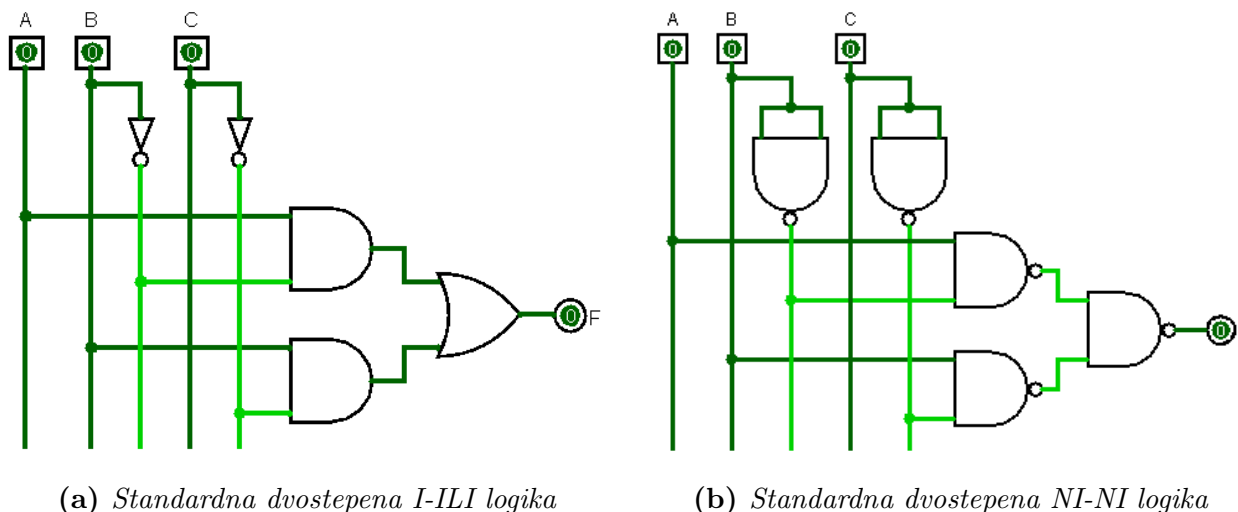 A B C
0 0 0
0 F
(a) Standardna dvostepena I-ILI logika
A B C
0 0 0
0
(b) Standardna dvostepena NI-NI logika